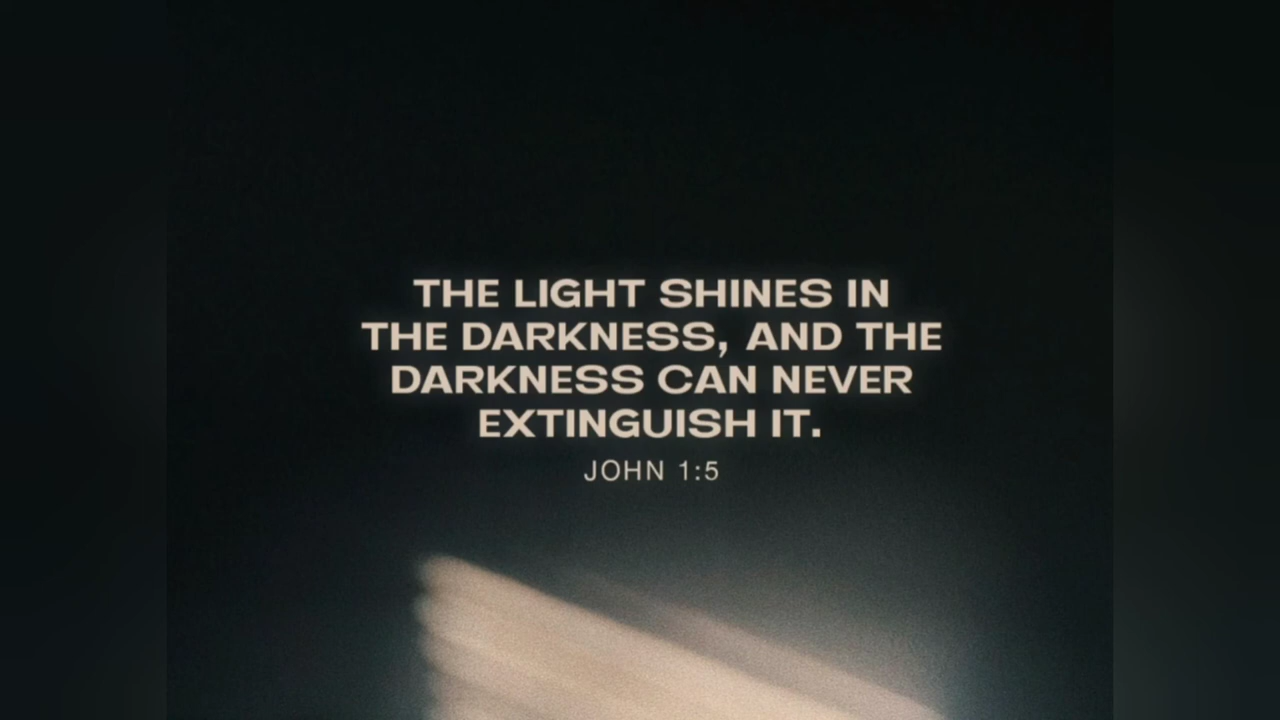 THE LIGHT SHINES IN
THE DARKNESS, AND THE
DARKNESS CAN NEVER
EXTINGUISH IT.
JOHN 1:5